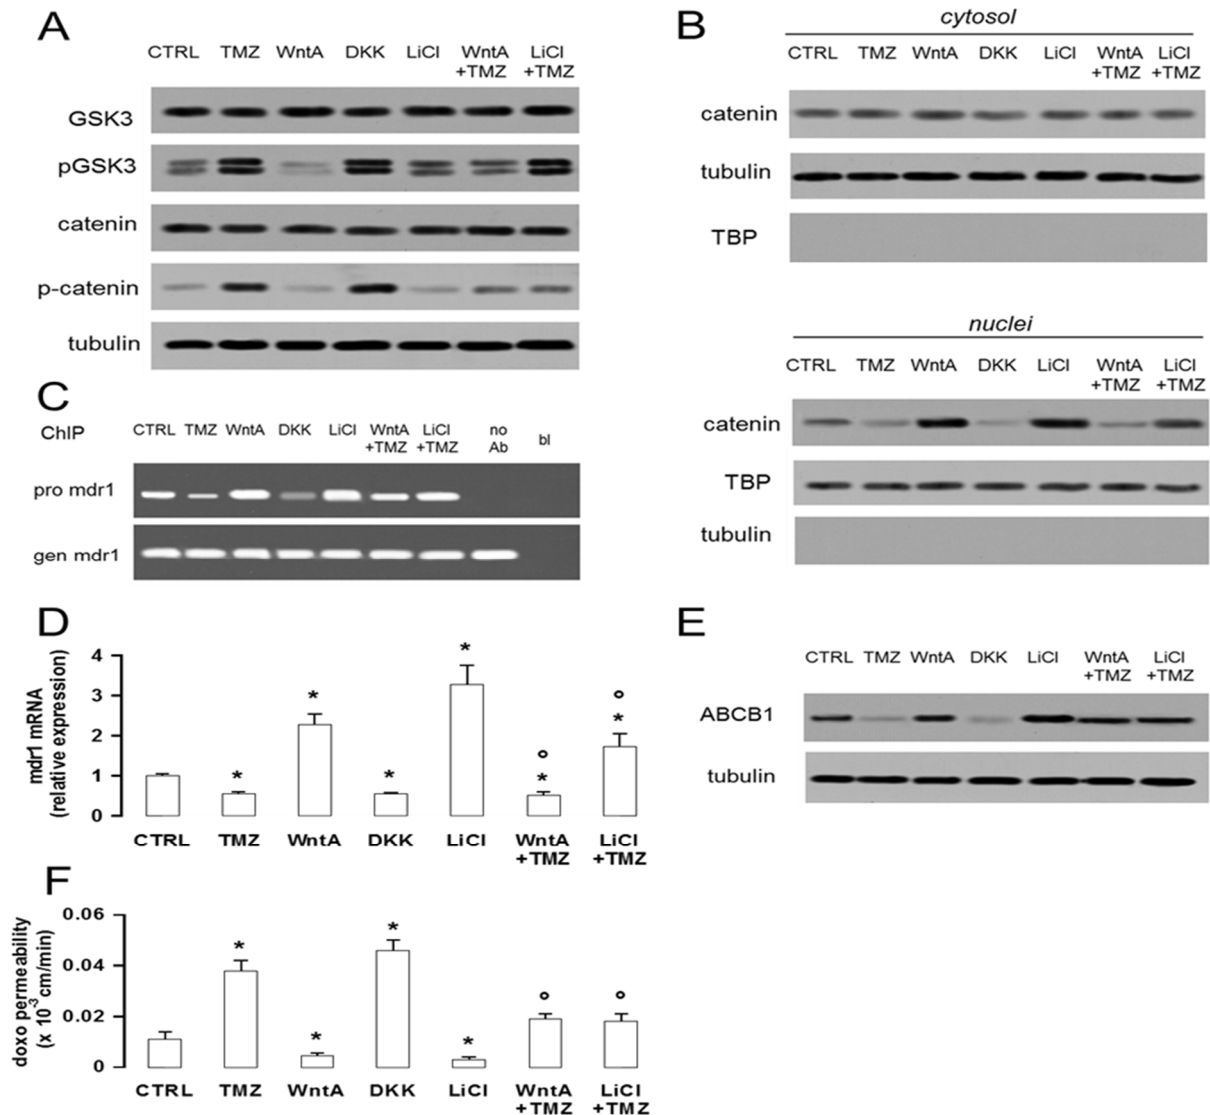 A
CTRL TMZ WntA DKK LiCl WntA +TMZ LiCl +TMZ
GSK3
pGSK3
catenin
p-catenin
tubulin
B
cytosol
CTRL TMZ WntA DKK LiCl WntA +TMZ LiCl +TMZ
catenin
tubulin
TBP
nuclei
CTRL TMZ WntA DKK LiCl WntA +TMZ LiCl +TMZ
catenin
TBP
tubulin
C
ChIP
CTRL TMZ WntA DKK LiCl WntA +TMZ LiCl +TMZ no Ab bl
pro mdr1
gen mdr1
D
mdr1 mRNA
(relative expression)
4
3
2
1
0
* * * * ° * ° *
CTRL TMZ WntA DKK LiCl WntA +TMZ LiCl +TMZ
E
CTRL TMZ WntA DKK LiCl WntA +TMZ LiCl +TMZ
ABCB1
tubulin
F
doxo permeability
(x 10⁻³ cm/min)
0.06
0.04
0.02
0
* * * * ° °
CTRL TMZ WntA DKK LiCl WntA +TMZ LiCl +TMZ